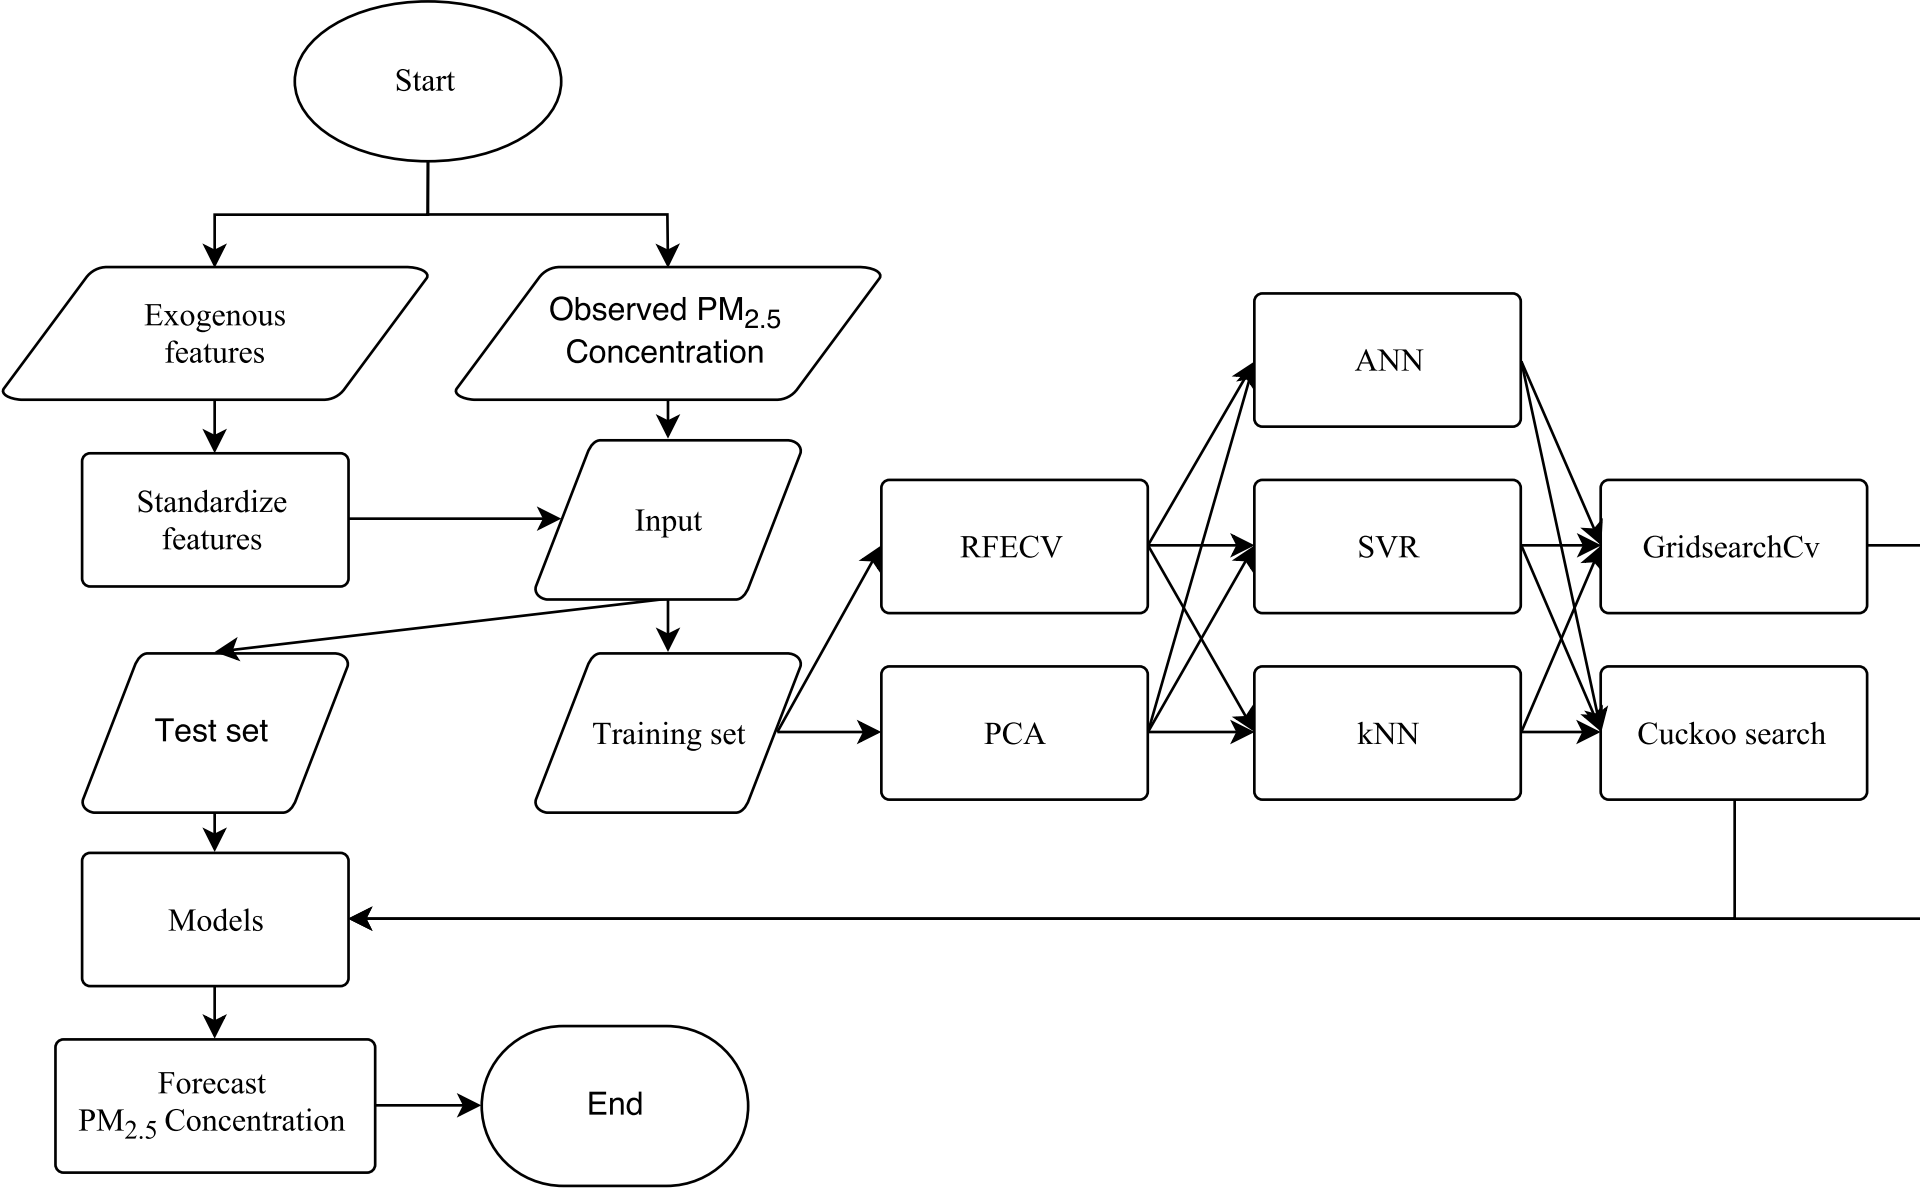 Start
Exogenous
features
Observed PM2.5
Concentration
ANN
Standardize
features
Input
RFECV
SVR
GridsearchCv
Test set
Training set
PCA
kNN
Cuckoo search
Models
Forecast
PM2.5 Concentration
End